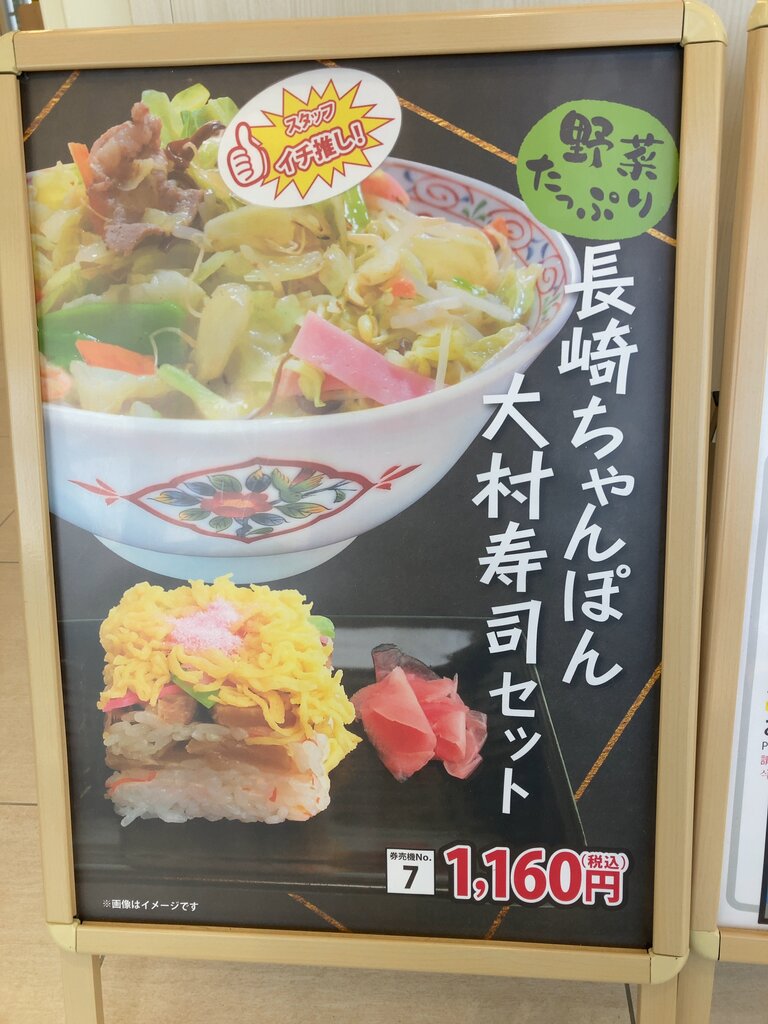 スタッフ
イチ推し!
野菜
たっぷり
長崎ちゃんぽん
大村寿司セット
券売機No.
7
1,160円(税込)
※画像はイメージです